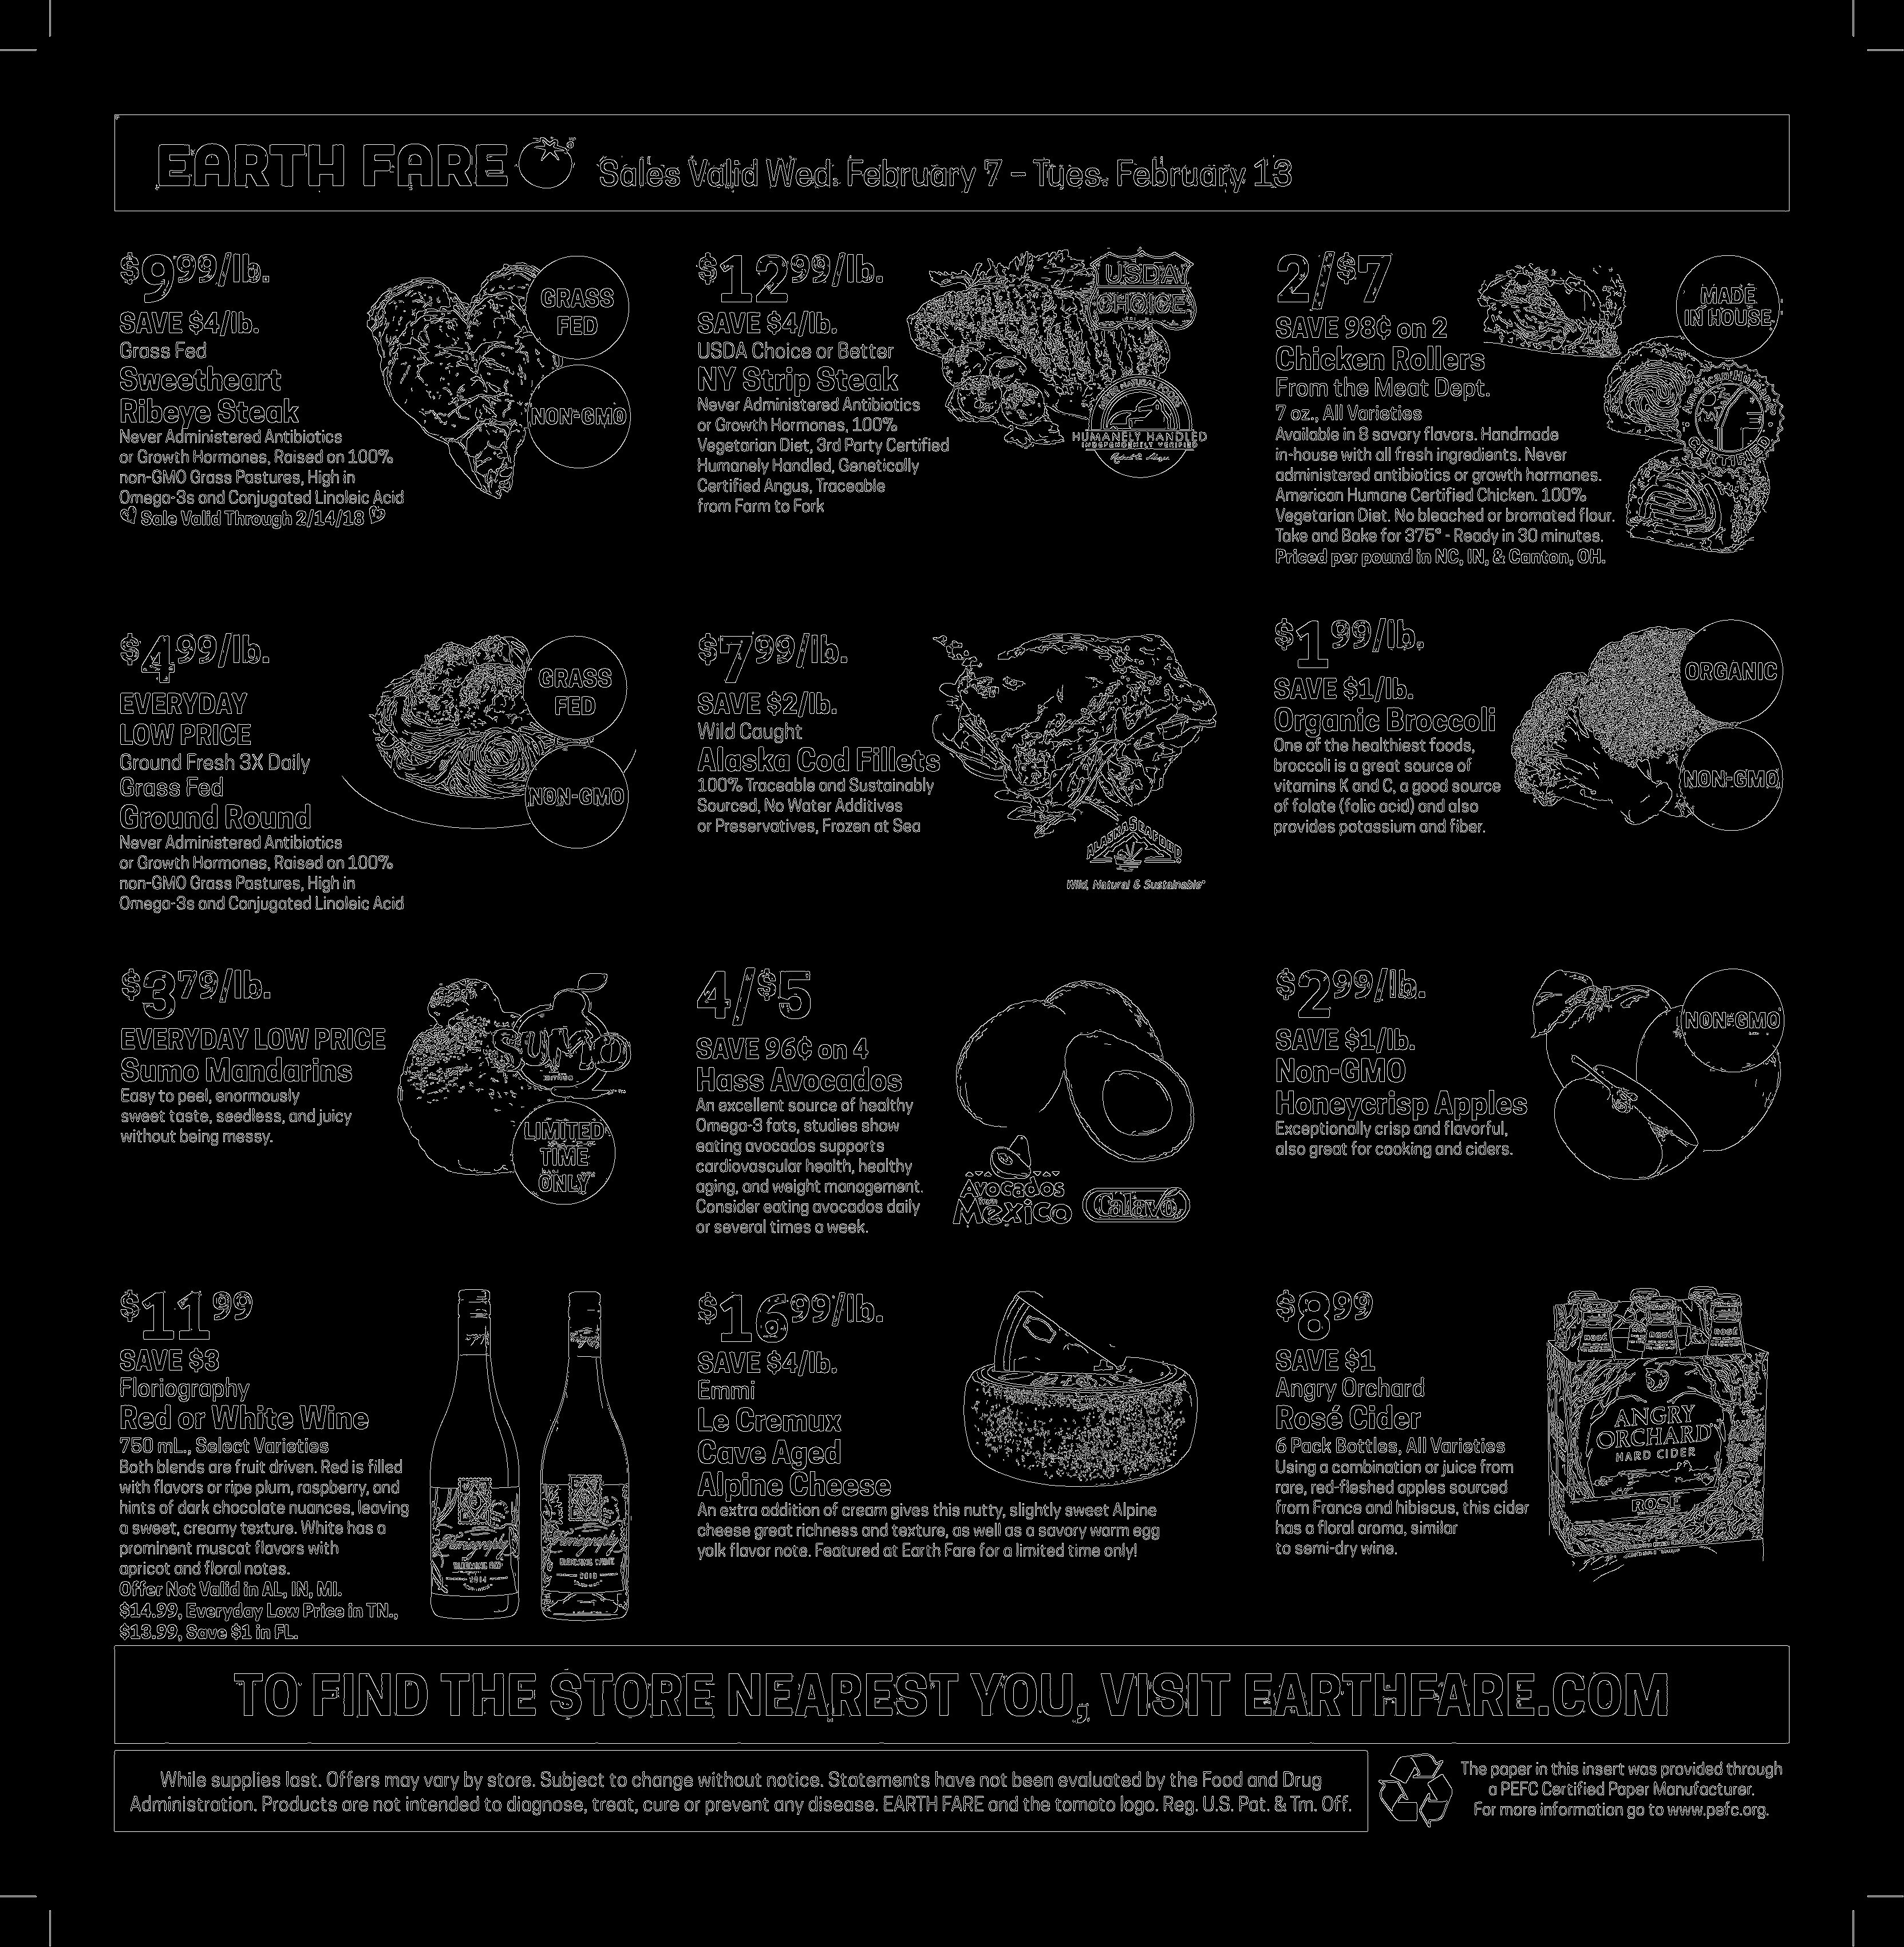 EARTH FARE
Sales Valid Wed. February 7 – Tues. February 13
$9 99/lb.
SAVE $4/lb.
Grass Fed
Sweetheart
Ribeye Steak
Never Administered Antibiotics
or Growth Hormones, Raised on 100%
non-GMO Grass Pastures, High in
Omega-3s and Conjugated Linoleic Acid
Sale Valid Through 2/14/18
GRASS
FED
NON-GMO
$12 99/lb.
SAVE $4/lb.
USDA Choice or Better
NY Strip Steak
Never Administered Antibiotics
or Growth Hormones, 100%
Vegetarian Diet, 3rd Party Certified
Humanely Handled, Genetically
Certified Angus, Traceable
from Farm to Fork
USDA
CHOICE
HUMANELY HANDLED
INDEPENDENTLY VERIFIED
2/$7
SAVE 98¢ on 2
Chicken Rollers
From the Meat Dept.
7 oz., All Varieties
Available in 8 savory flavors. Handmade
in-house with all fresh ingredients. Never
administered antibiotics or growth hormones.
American Humane Certified Chicken. 100%
Vegetarian Diet. No bleached or bromated flour.
Take and Bake for 375° - Ready in 30 minutes.
Priced per pound in NC, IN, & Canton, OH.
MADE
IN HOUSE
American Humane
CERTIFIED
$4 99/lb.
EVERYDAY
LOW PRICE
Ground Fresh 3X Daily
Grass Fed
Ground Round
Never Administered Antibiotics
or Growth Hormones, Raised on 100%
non-GMO Grass Pastures, High in
Omega-3s and Conjugated Linoleic Acid
GRASS
FED
NON-GMO
$7 99/lb.
SAVE $2/lb.
Wild Caught
Alaska Cod Fillets
100% Traceable and Sustainably
Sourced, No Water Additives
or Preservatives, Frozen at Sea
ALASKA SEAFOOD
Wild, Natural & Sustainable®
$1 99/lb.
SAVE $1/lb.
Organic Broccoli
One of the healthiest foods,
broccoli is a great source of
vitamins K and C, a good source
of folate (folic acid) and also
provides potassium and fiber.
ORGANIC
NON-GMO
$3 79/lb.
EVERYDAY LOW PRICE
Sumo Mandarins
Easy to peel, enormously
sweet taste, seedless, and juicy
without being messy.
SUMO
LIMITED
TIME
ONLY
4/$5
SAVE 96¢ on 4
Hass Avocados
An excellent source of healthy
Omega-3 fats, studies show
eating avocados supports
cardiovascular health, healthy
aging, and weight management.
Consider eating avocados daily
or several times a week.
Avocados
from
Mexico
Calavo
$2 99/lb.
SAVE $1/lb.
Non-GMO
Honeycrisp Apples
Exceptionally crisp and flavorful,
also great for cooking and ciders.
NON-GMO
$11 99
SAVE $3
Floriography
Red or White Wine
750 mL., Select Varieties
Both blends are fruit driven. Red is filled
with flavors or ripe plum, raspberry, and
hints of dark chocolate nuances, leaving
a sweet, creamy texture. White has a
prominent muscat flavors with
apricot and floral notes.
Offer Not Valid in AL, IN, MI.
$14.99, Everyday Low Price in TN.,
$13.99, Save $1 in FL.
Floriography
Floriography
$16 99/lb.
SAVE $4/lb.
Emmi
Le Cremux
Cave Aged
Alpine Cheese
An extra addition of cream gives this nutty, slightly sweet Alpine
cheese great richness and texture, as well as a savory warm egg
yolk flavor note. Featured at Earth Fare for a limited time only!
$8 99
SAVE $1
Angry Orchard
Rosé Cider
6 Pack Bottles, All Varieties
Using a combination or juice from
rare, red-fleshed apples sourced
from France and hibiscus, this cider
has a floral aroma, similar
to semi-dry wine.
ROSÉ
ROSÉ
ROSÉ
ANGRY
ORCHARD
HARD CIDER
ROSÉ
TO FIND THE STORE NEAREST YOU, VISIT EARTHFARE.COM
While supplies last. Offers may vary by store. Subject to change without notice. Statements have not been evaluated by the Food and Drug
Administration. Products are not intended to diagnose, treat, cure or prevent any disease. EARTH FARE and the tomato logo. Reg. U.S. Pat. & Tm. Off.
The paper in this insert was provided through
a PEFC Certified Paper Manufacturer.
For more information go to www.pefc.org.